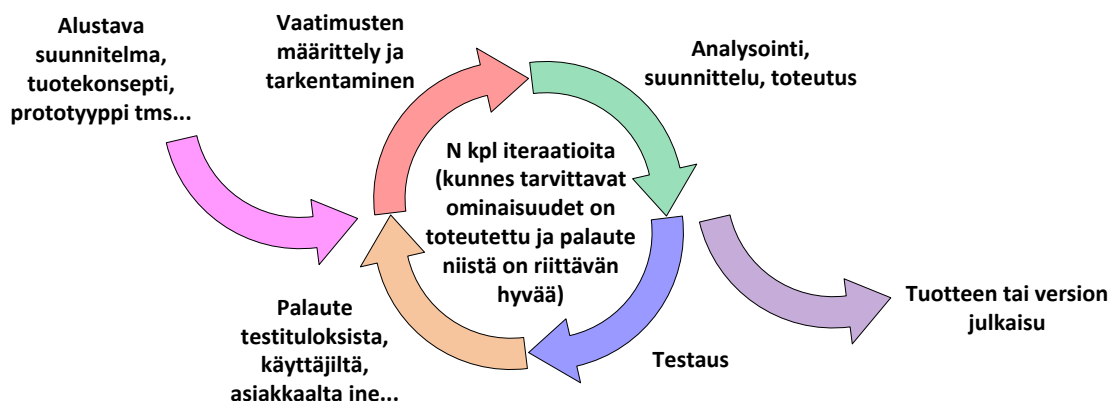 Alustava
suunnitelma,
tuotekonsepti,
prototyyppi tms...
Vaatimusten
määrittely ja
tarkentaminen
Analysointi,
suunnittelu, toteutus
N kpl iteraatioita
(kunnes tarvittavat
ominaisuudet on
toteutettu ja palaute
niistä on riittävän
hyvää)
Palaute
testituloksista,
käyttäjiltä,
asiakkaalta jne...
Testaus
Tuotteen tai version
julkaisu